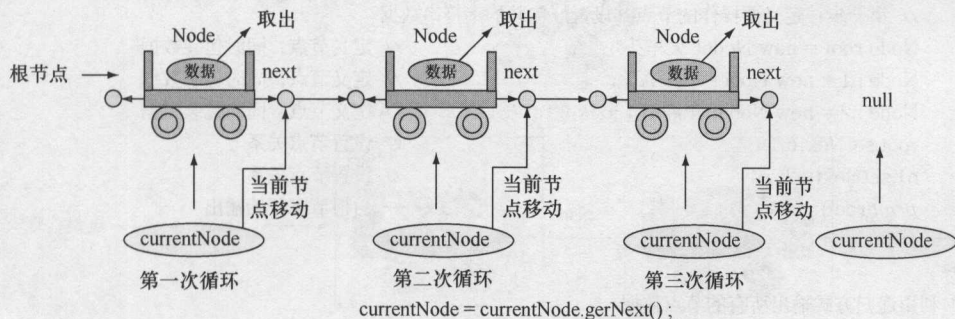 取出
取出
取出
Node
Node
Node
根节点
数据
next
数据
next
数据
next
null
当前节
点移动
当前节
点移动
当前节
点移动
currentNode
currentNode
currentNode
currentNode
第一次循环
第二次循环
第三次循环
currentNode = currentNode.gerNext() ;